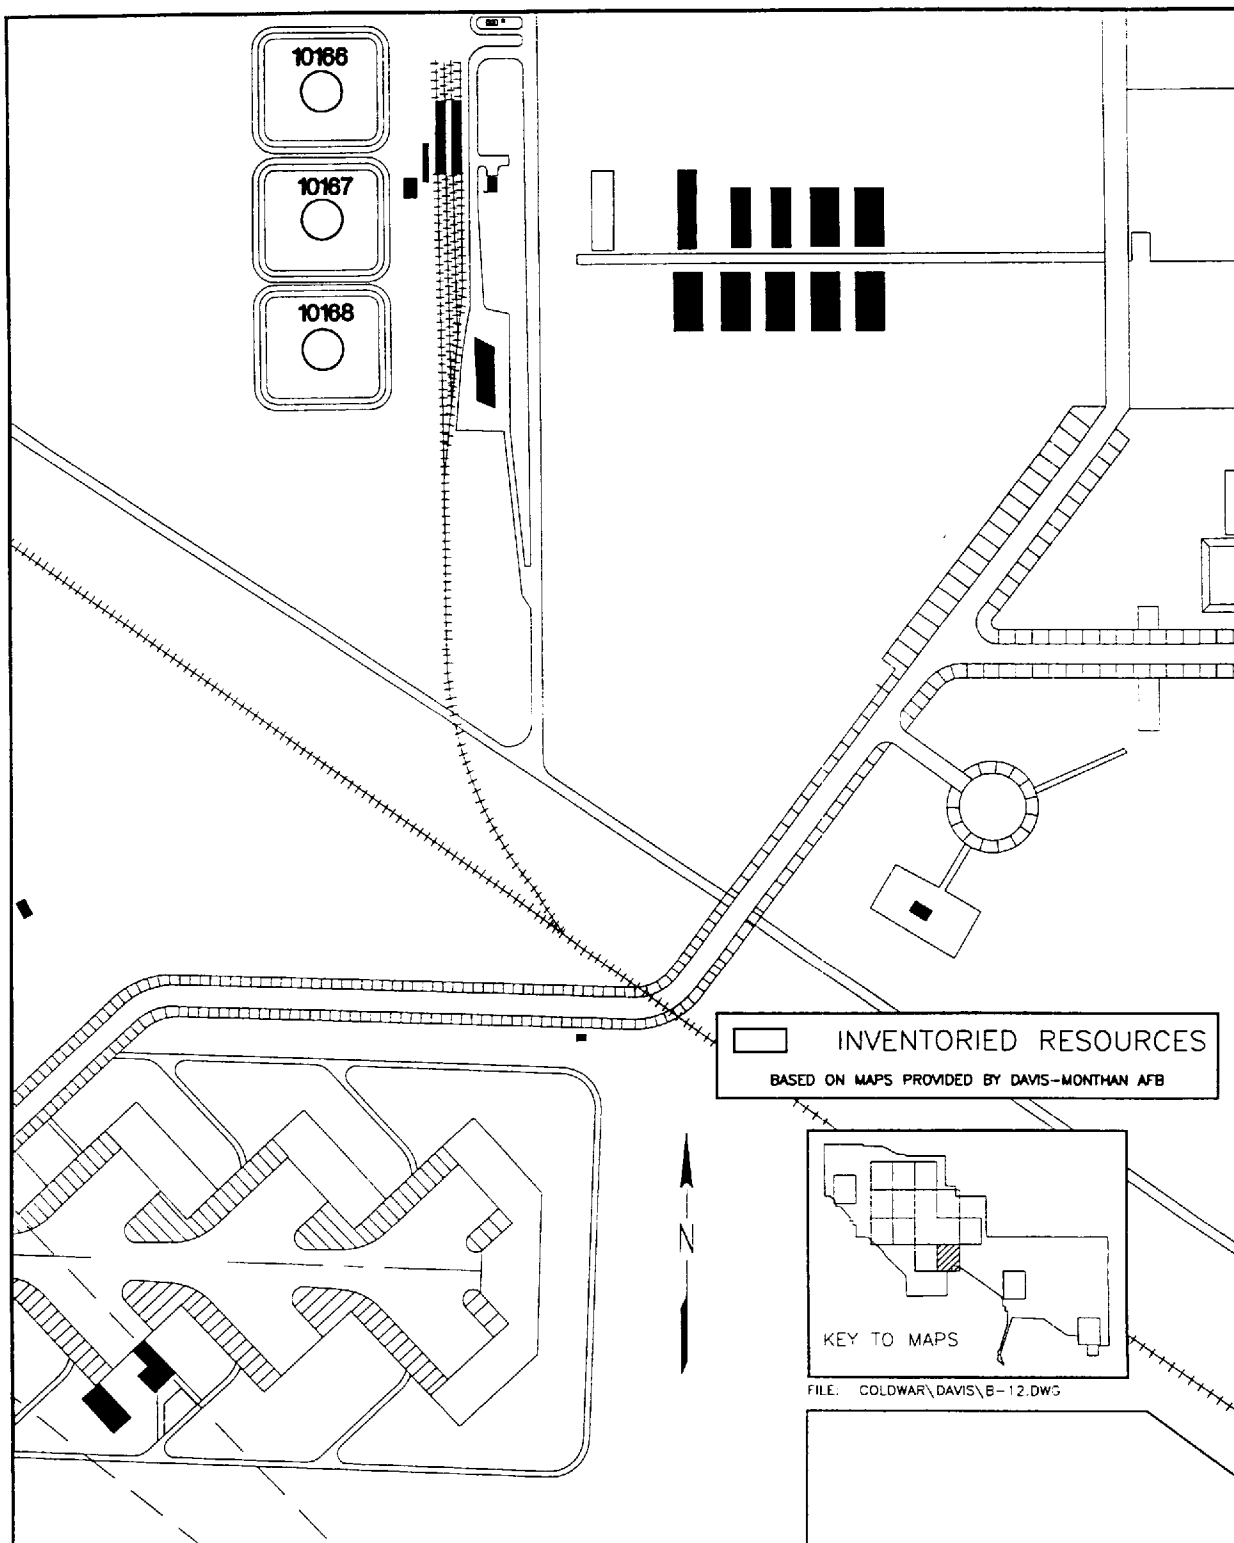 10166
10167
10168
INVENTORIED RESOURCES
BASED ON MAPS PROVIDED BY DAVIS-MONTHAN AFB
N
KEY TO MAPS
FILE: COLDWAR\DAVIS\B-12.DWG